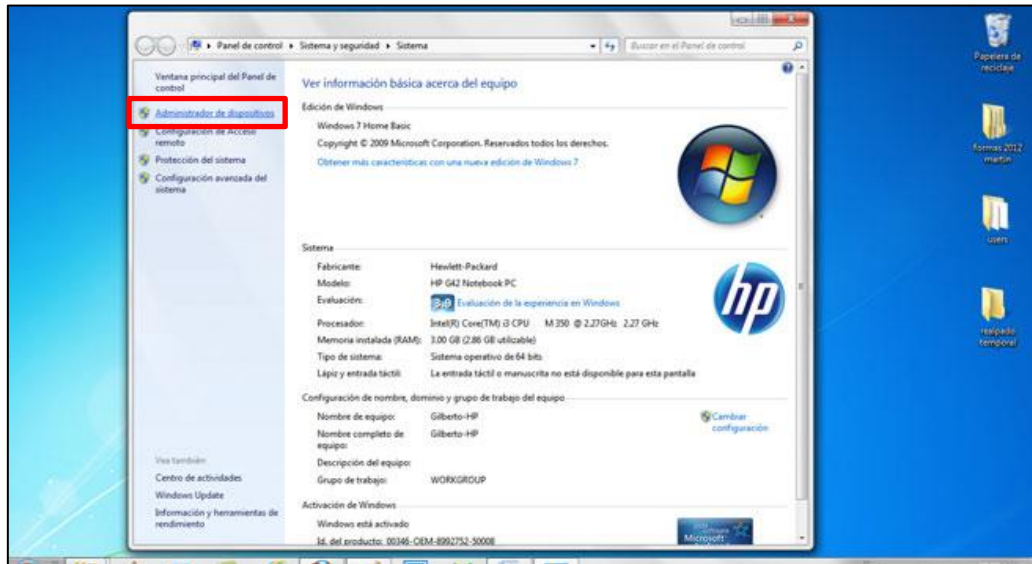 Panel de control ▸ Sistema y seguridad ▸ Sistema
Buscar en el Panel de control
Ventana principal del Panel de
control
Administrador de dispositivos
Configuración de Acceso
remoto
Protección del sistema
Configuración avanzada del
sistema
Vea también
Centro de actividades
Windows Update
Información y herramientas de
rendimiento
Ver información básica acerca del equipo
Edición de Windows
Windows 7 Home Basic
Copyright © 2009 Microsoft Corporation. Reservados todos los derechos.
Obtener más características con una nueva edición de Windows 7
Sistema
Fabricante: Hewlett-Packard
Modelo: HP G42 Notebook PC
Evaluación: Evaluación de la experiencia en Windows
Procesador: Intel(R) Core(TM) i3 CPU M 350 @ 2.27GHz 2.27 GHz
Memoria instalada (RAM): 3.00 GB (2.86 GB utilizable)
Tipo de sistema: Sistema operativo de 64 bits
Lápiz y entrada táctil: La entrada táctil o manuscrita no está disponible para esta pantalla
hp
Configuración de nombre, dominio y grupo de trabajo del equipo
Nombre de equipo: Gilberto-HP
Cambiar
configuración
Nombre completo de
equipo: Gilberto-HP
Descripción del equipo:
Grupo de trabajo: WORKGROUP
Activación de Windows
Windows está activado
Id. del producto: 00346-OEM-8992752-50008
Microsoft
Papelera de
reciclaje
formas 2012
martin
users
realpado
temporal